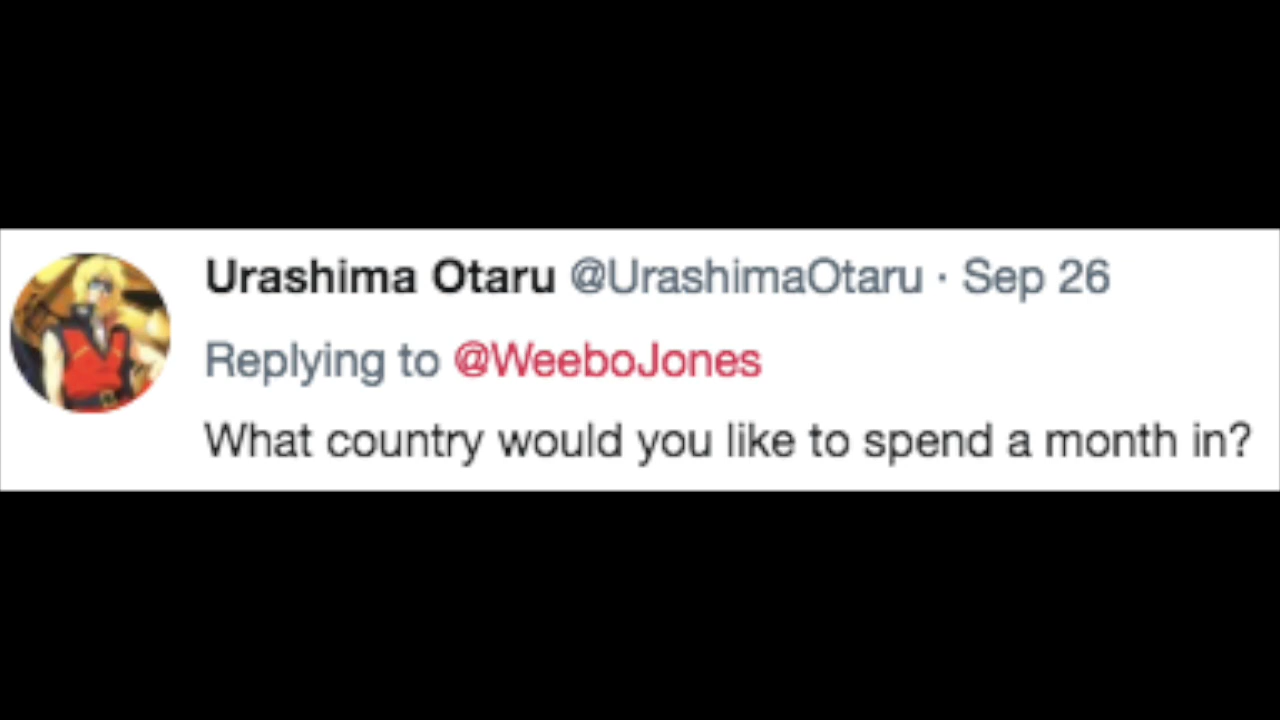 Urashima Otaru @UrashimaOtaru · Sep 26
Replying to @WeeboJones
What country would you like to spend a month in?